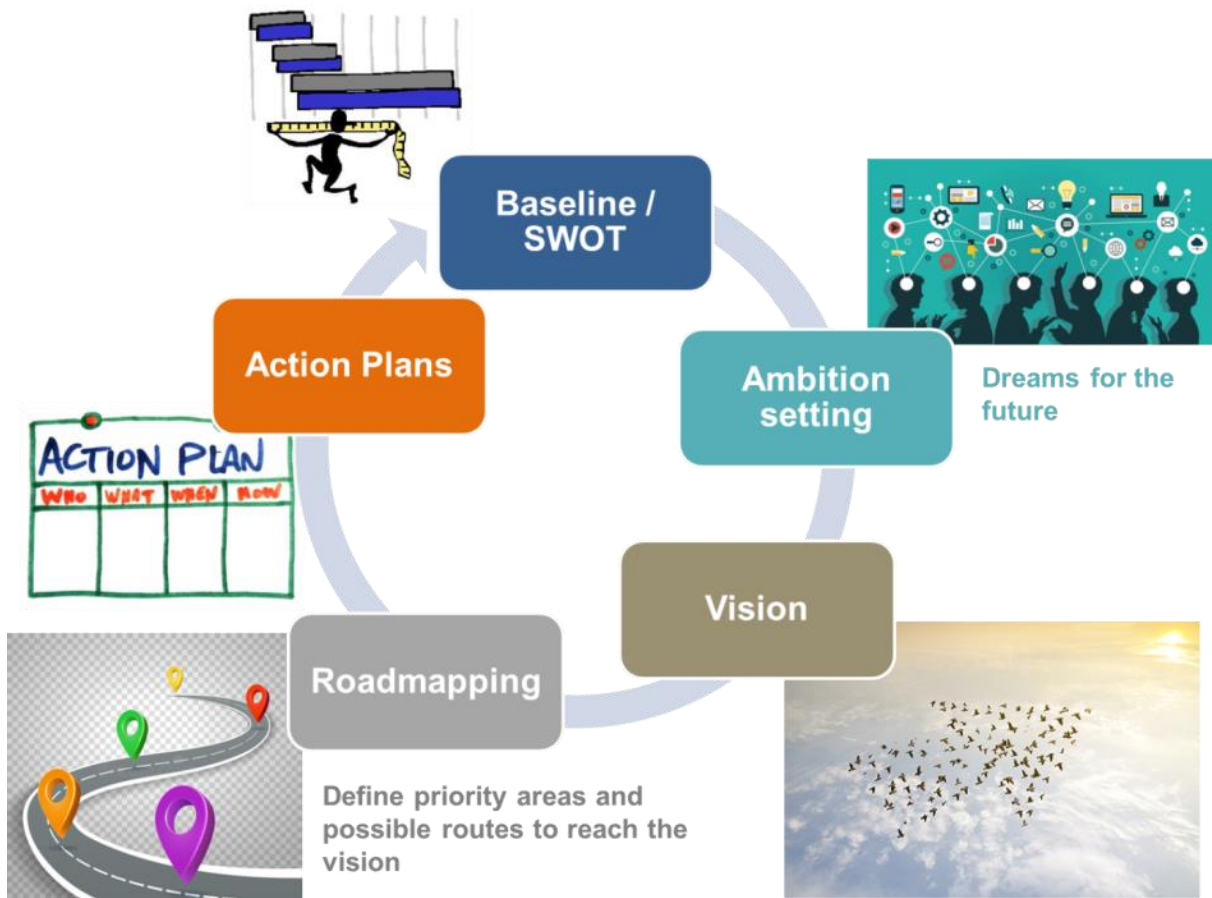 Baseline /
SWOT
Ambition
setting
Dreams for the
future
Vision
Roadmapping
Define priority areas and
possible routes to reach the
vision
Action Plans
ACTION PLAN
WHO WHAT WHEN HOW